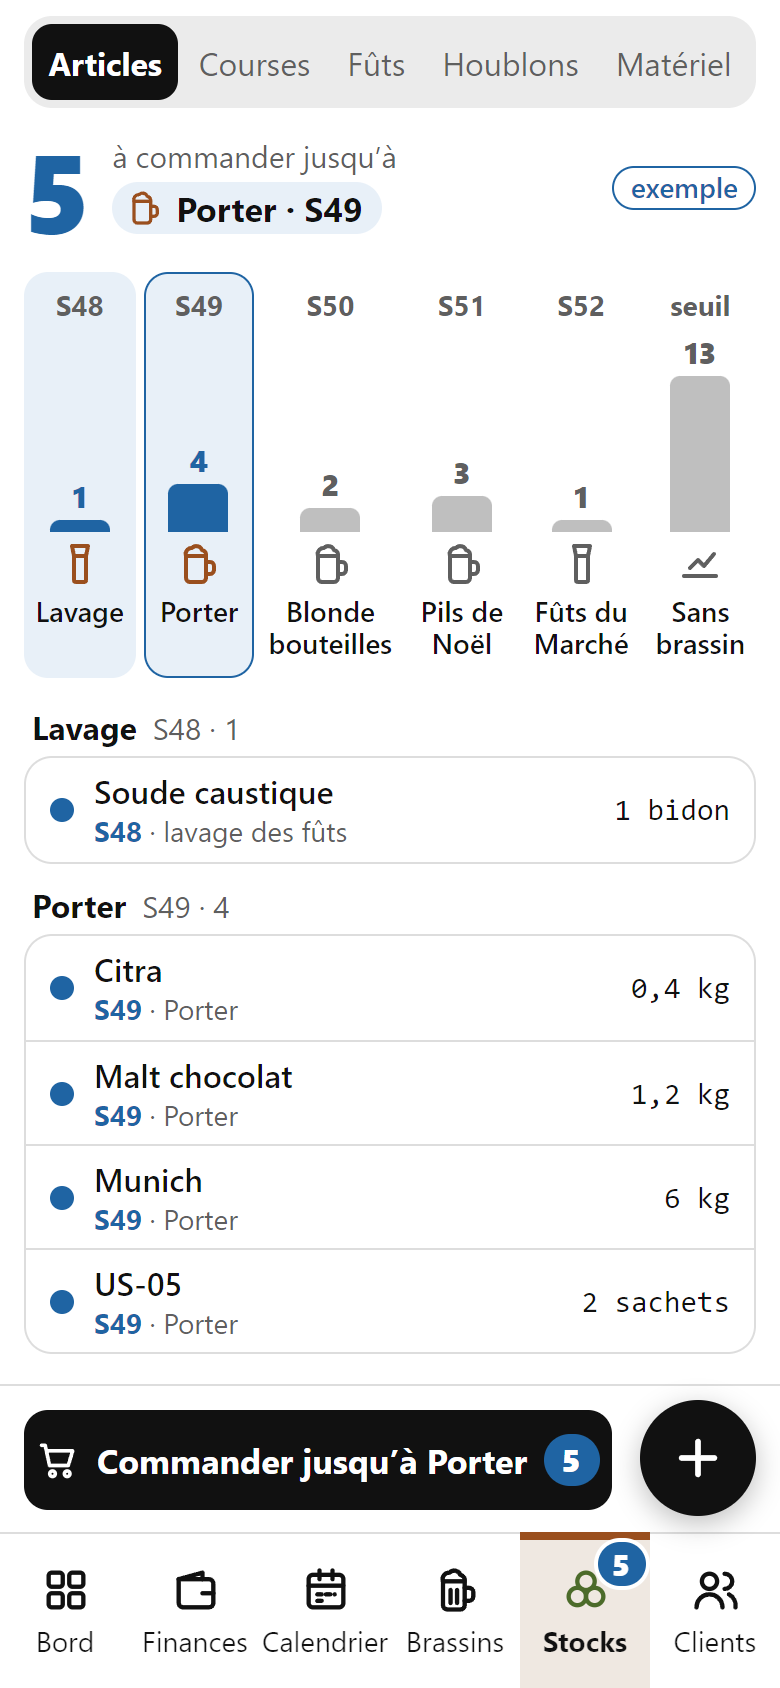 Articles Courses Fûts Houblons Matériel
5 à commander jusqu’à
Porter · S49
exemple
S48 S49 S50 S51 S52 seuil
1 4 2 3 1 13
Lavage Porter Blonde bouteilles Pils de Noël Fûts du Marché Sans brassin
Lavage S48 · 1
Soude caustique
S48 · lavage des fûts
1 bidon
Porter S49 · 4
Citra
S49 · Porter
0,4 kg
Malt chocolat
S49 · Porter
1,2 kg
Munich
S49 · Porter
6 kg
US-05
S49 · Porter
2 sachets
Commander jusqu’à Porter 5
5
Bord Finances Calendrier Brassins Stocks Clients